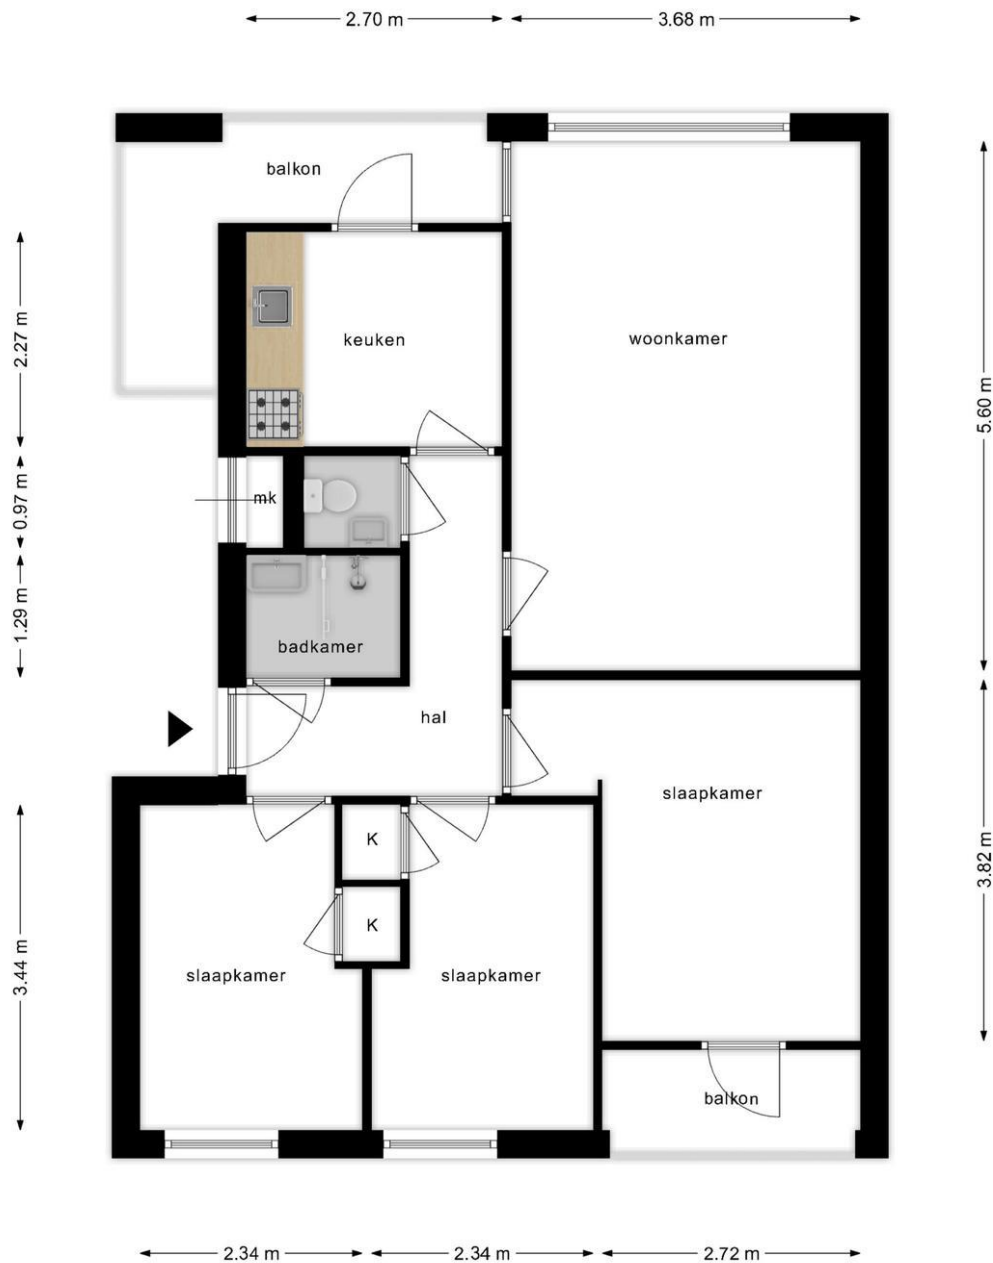 2.70 m
3.68 m
balkon
2.27 m
keuken
woonkamer
5.60 m
0.97 m
mk
1.29 m
badkamer
hal
slaapkamer
K
3.82 m
K
3.44 m
slaapkamer
slaapkamer
balkon
2.34 m
2.34 m
2.72 m